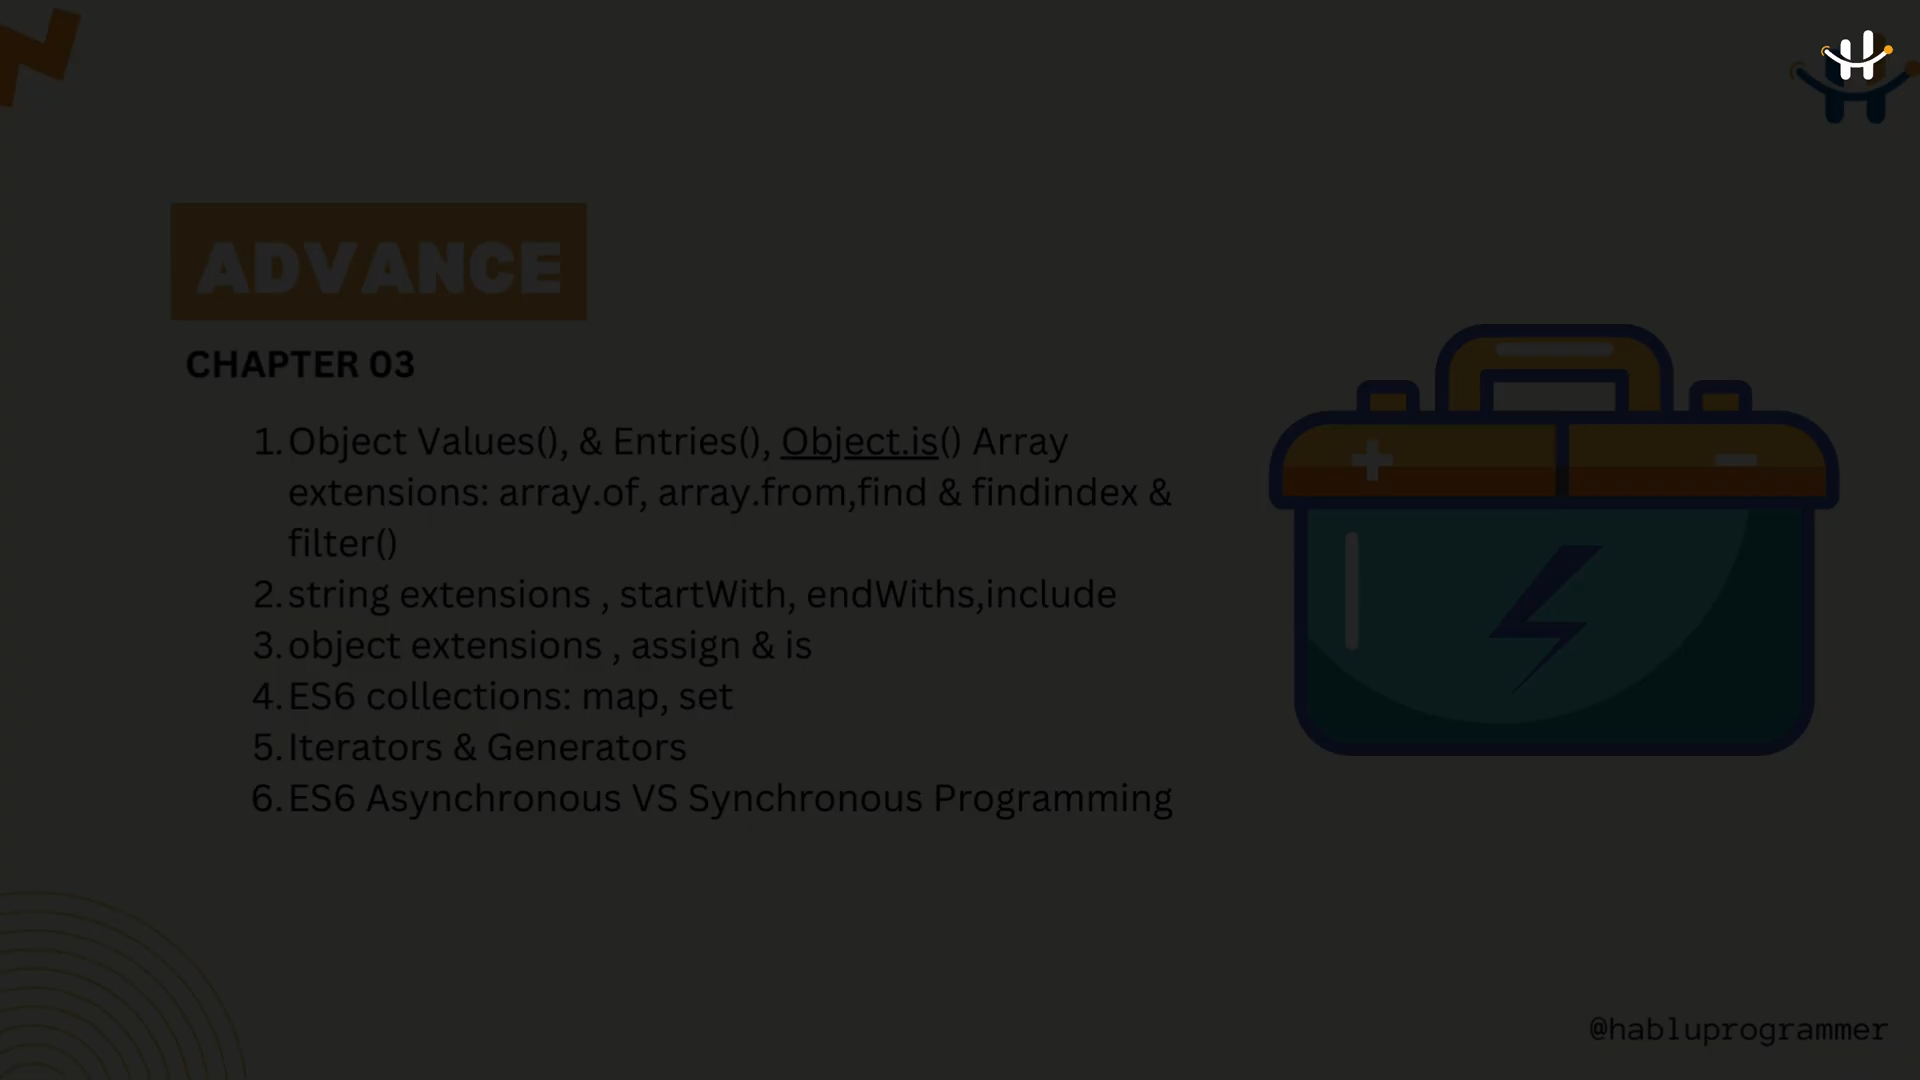 ADVANCE
CHAPTER 03
1. Object Values(), & Entries(), Object.is() Array
extensions: array.of, array.from,find & findindex &
filter()
2. string extensions , startWith, endWiths,include
3. object extensions , assign & is
4. ES6 collections: map, set
5. Iterators & Generators
6. ES6 Asynchronous VS Synchronous Programming
@habluprogrammer